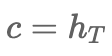 c = h_T